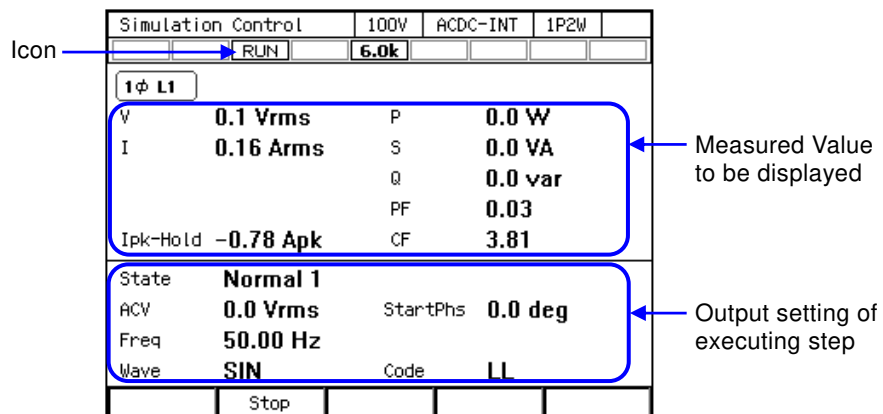 Simulation Control 100V ACDC-INT 1P2W
Icon RUN 6.0k
1ϕ L1
V 0.1 Vrms P 0.0 W
I 0.16 Arms S 0.0 VA
Q 0.0 var
PF 0.03
Ipk-Hold -0.78 Apk CF 3.81
Measured Value
to be displayed
State Normal 1
ACV 0.0 Vrms StartPhs 0.0 deg
Freq 50.00 Hz
Wave SIN Code LL
Output setting of
executing step
Stop